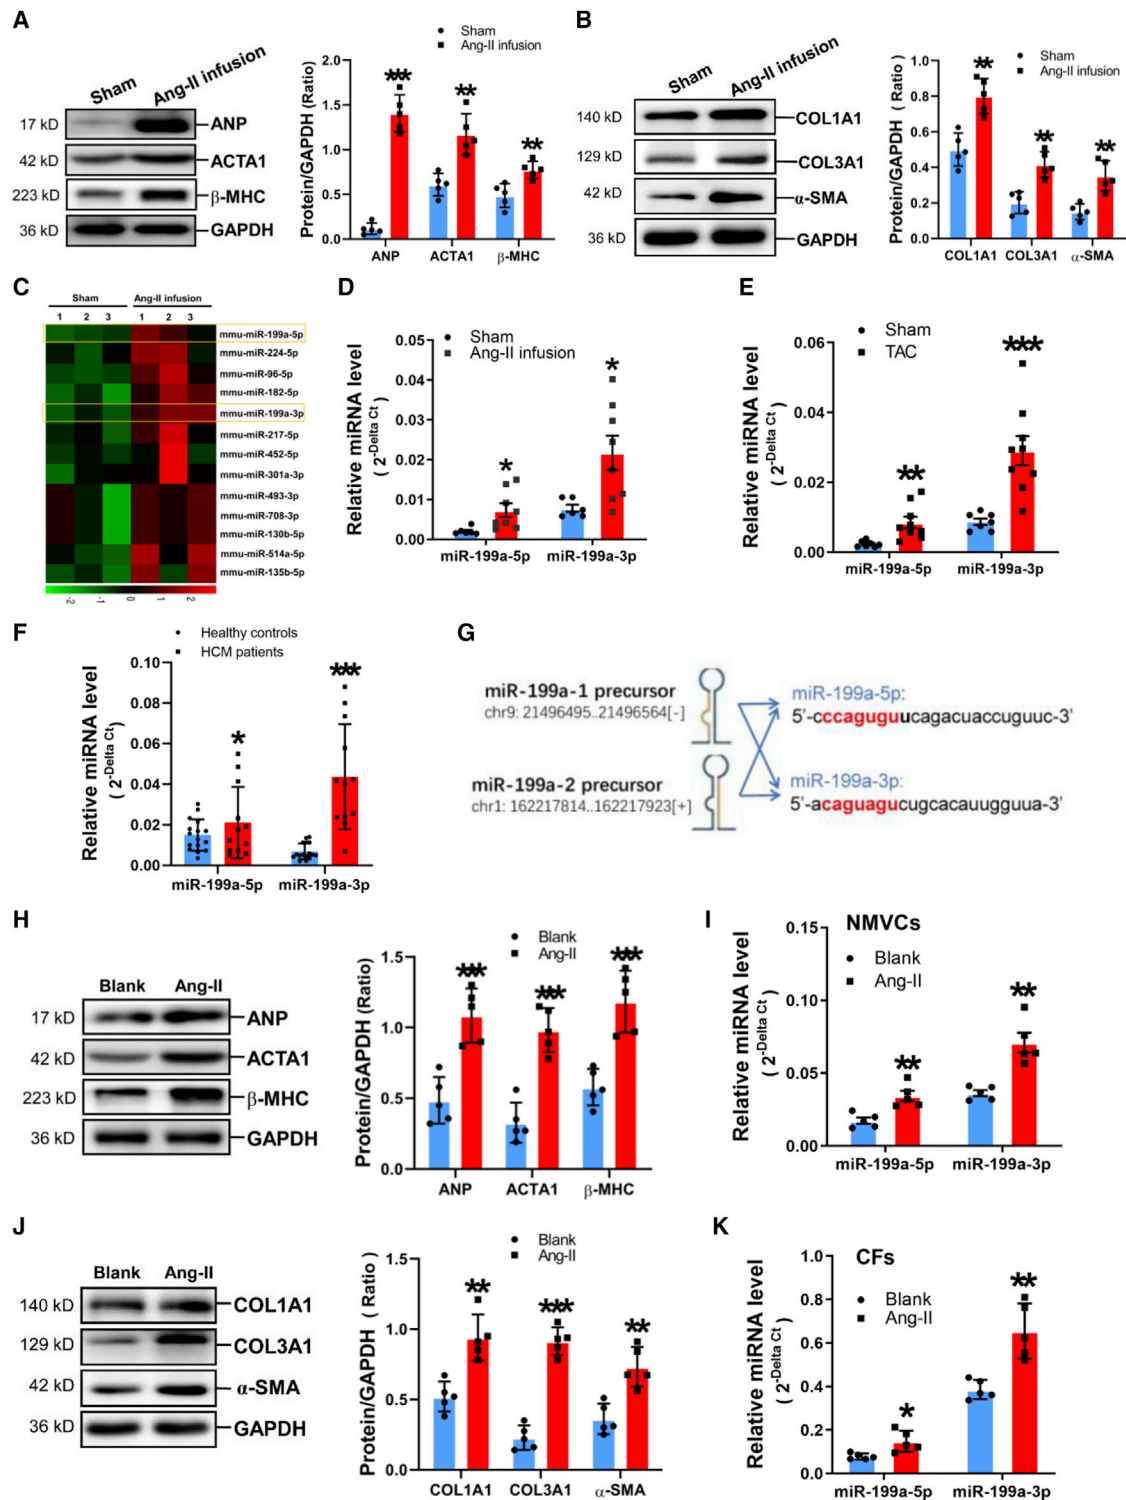 A
Sham
Ang-II infusion
17 kD
ANP
42 kD
ACTA1
223 kD
β-MHC
36 kD
GAPDH
Sham
Ang-II infusion
Protein/GAPDH (Ratio)
2.0
1.5
1.0
0.5
0.0
***
**
**
ANP
ACTA1
β-MHC
B
Sham
Ang-II infusion
140 kD
COL1A1
129 kD
COL3A1
42 kD
α-SMA
36 kD
GAPDH
Sham
Ang-II infusion
Protein/GAPDH ( Ratio )
1.0
0.8
0.6
0.4
0.2
0.0
**
**
**
COL1A1
COL3A1
α-SMA
C
Sham
Ang-II infusion
1 2 3 1 2 3
mmu-miR-199a-5p
mmu-miR-224-5p
mmu-miR-96-5p
mmu-miR-182-5p
mmu-miR-199a-3p
mmu-miR-217-5p
mmu-miR-452-5p
mmu-miR-301a-3p
mmu-miR-493-3p
mmu-miR-708-3p
mmu-miR-130b-5p
mmu-miR-514a-5p
mmu-miR-135b-5p
-2 -1 0 1 2
D
Relative miRNA level
( 2-Delta Ct )
0.05
0.04
0.03
0.02
0.01
0.00
Sham
Ang-II infusion
*
*
miR-199a-5p
miR-199a-3p
E
Relative miRNA level
( 2-Delta Ct )
0.06
0.04
0.02
0.00
Sham
TAC
**
***
miR-199a-5p
miR-199a-3p
F
Healthy controls
HCM patients
Relative miRNA level
( 2-Delta Ct )
0.10
0.08
0.06
0.04
0.02
0.00
*
***
miR-199a-5p
miR-199a-3p
G
miR-199a-1 precursor
chr9: 21496495..21496564[-]
miR-199a-2 precursor
chr1: 162217814..162217923[+]
miR-199a-5p:
5'-cccaguguucagacuaccuguuc-3'
miR-199a-3p:
5'-acaguagucugcacauugguua-3'
H
Blank
Ang-II
17 kD
ANP
42 kD
ACTA1
223 kD
β-MHC
36 kD
GAPDH
Blank
Ang-II
Protein/GAPDH (Ratio)
1.5
1.0
0.5
0.0
***
***
***
ANP
ACTA1
β-MHC
I
NMVCs
Blank
Ang-II
Relative miRNA level
( 2-Delta Ct )
0.15
0.10
0.05
0.00
**
**
miR-199a-5p
miR-199a-3p
J
Blank
Ang-II
140 kD
COL1A1
129 kD
COL3A1
42 kD
α-SMA
36 kD
GAPDH
Blank
Ang-II
Protein/GAPDH ( Ratio )
1.5
1.0
0.5
0.0
**
***
**
COL1A1
COL3A1
α-SMA
K
CFs
Blank
Ang-II
Relative miRNA level
( 2-Delta Ct )
1.0
0.8
0.6
0.4
0.2
0.0
*
**
miR-199a-5p
miR-199a-3p